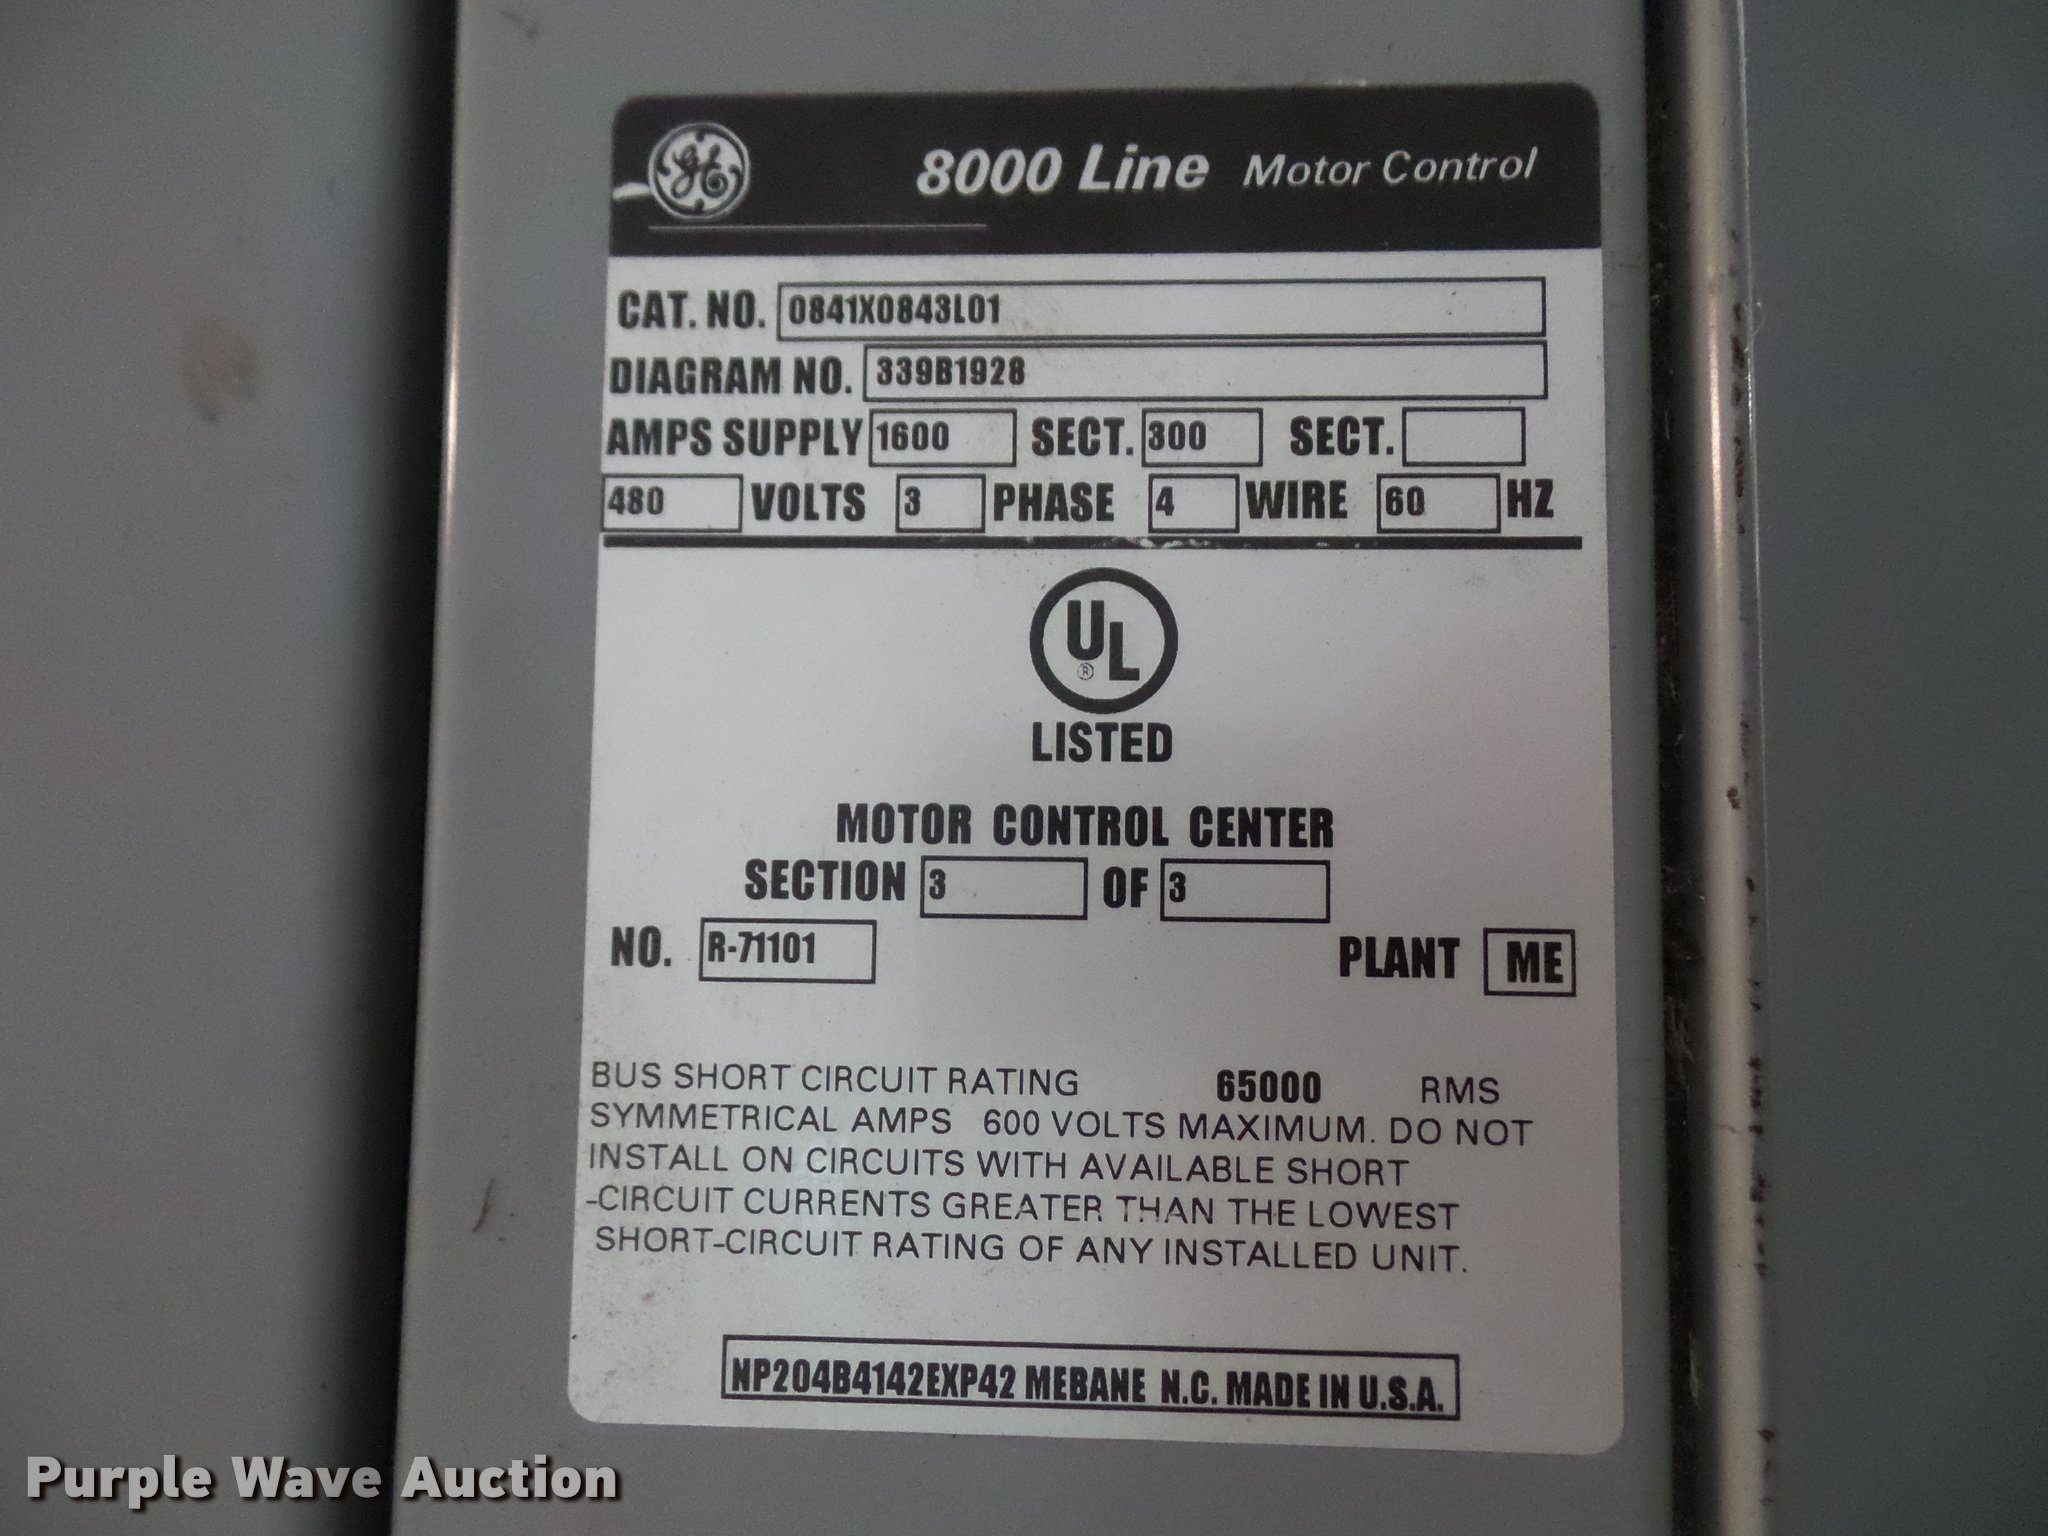 GE
8000 Line Motor Control
CAT. NO. 0841X0843L01
DIAGRAM NO. 339B1928
AMPS SUPPLY 1600 SECT. 300 SECT.
480 VOLTS 3 PHASE 4 WIRE 60 HZ
UL
®
LISTED
MOTOR CONTROL CENTER
SECTION 3 OF 3
NO. R-71101 PLANT ME
BUS SHORT CIRCUIT RATING 65000 RMS
SYMMETRICAL AMPS 600 VOLTS MAXIMUM. DO NOT
INSTALL ON CIRCUITS WITH AVAILABLE SHORT
-CIRCUIT CURRENTS GREATER THAN THE LOWEST
SHORT-CIRCUIT RATING OF ANY INSTALLED UNIT.
NP204B4142EXP42 MEBANE N.C. MADE IN U.S.A.
Purple Wave Auction